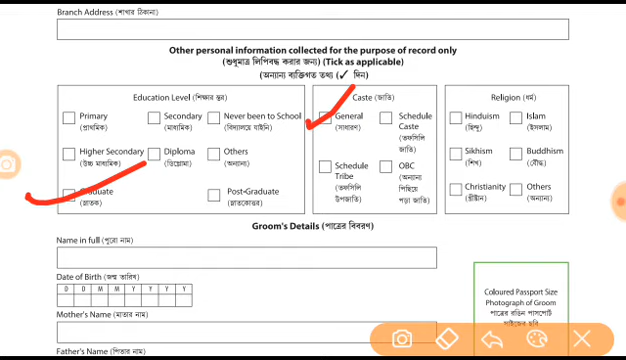 Branch Address (শাখার ঠিকানা)
Other personal information collected for the purpose of record only
(শুধুমাত্র লিপিবদ্ধ করার জন্য) (Tick as applicable)
(অন্যান্য ব্যক্তিগত তথ্য (✓ দিন)
Education Level (শিক্ষার স্তর)
Primary
(প্রাথমিক)
Secondary
(মাধ্যমিক)
Never been to School
(বিদ্যালয়ে যাইনি)
Higher Secondary
(উচ্চ মাধ্যমিক)
Diploma
(ডিপ্লোমা)
Others
(অন্যান্য)
Graduate
(স্নাতক)
Post-Graduate
(স্নাতকোত্তর)
Caste (জাতি)
General
(সাধারণ)
Schedule
Caste
(তফসিলি
জাতি)
Schedule
Tribe
(তফসিলি
উপজাতি)
OBC
(অন্যান্য
পিছিয়ে
পড়া জাতি)
Religion (ধর্ম)
Hinduism
(হিন্দু)
Islam
(ইসলাম)
Sikhism
(শিখ)
Buddhism
(বৌদ্ধ)
Christianity
(খ্রীষ্টান)
Others
(অন্যান্য)
Groom's Details (পাত্রের বিবরণ)
Name in full (পুরো নাম)
Date of Birth (জন্ম তারিখ)
D D M M Y Y Y Y
Mother's Name (মাতার নাম)
Father's Name (পিতার নাম)
Coloured Passport Size
Photograph of Groom
পাত্রের রঙিন পাসপোর্ট
সাইজের ছবি